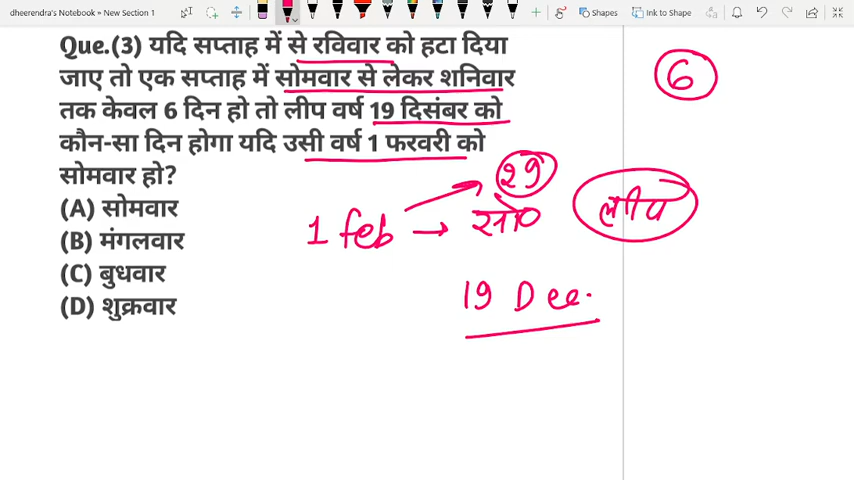 dheerendra's Notebook » New Section 1
Shapes
Ink to Shape
Que.(3) यदि सप्ताह में से रविवार को हटा दिया
जाए तो एक सप्ताह में सोमवार से लेकर शनिवार
तक केवल 6 दिन हो तो लीप वर्ष 19 दिसंबर को
कौन-सा दिन होगा यदि उसी वर्ष 1 फरवरी को
सोमवार हो?
(A) सोमवार
(B) मंगलवार
(C) बुधवार
(D) शुक्रवार
6
29
1 feb → सो०
लीप
19 Dec.